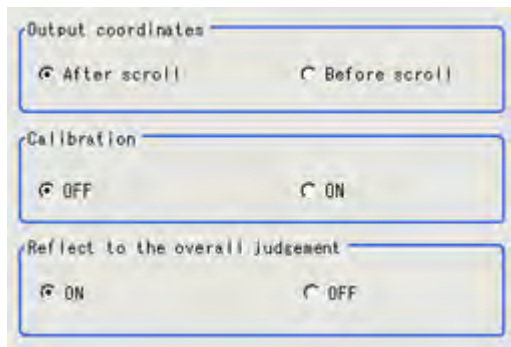 Output coordinates
After scroll Before scroll
Calibration
OFF ON
Reflect to the overall judgement
ON OFF